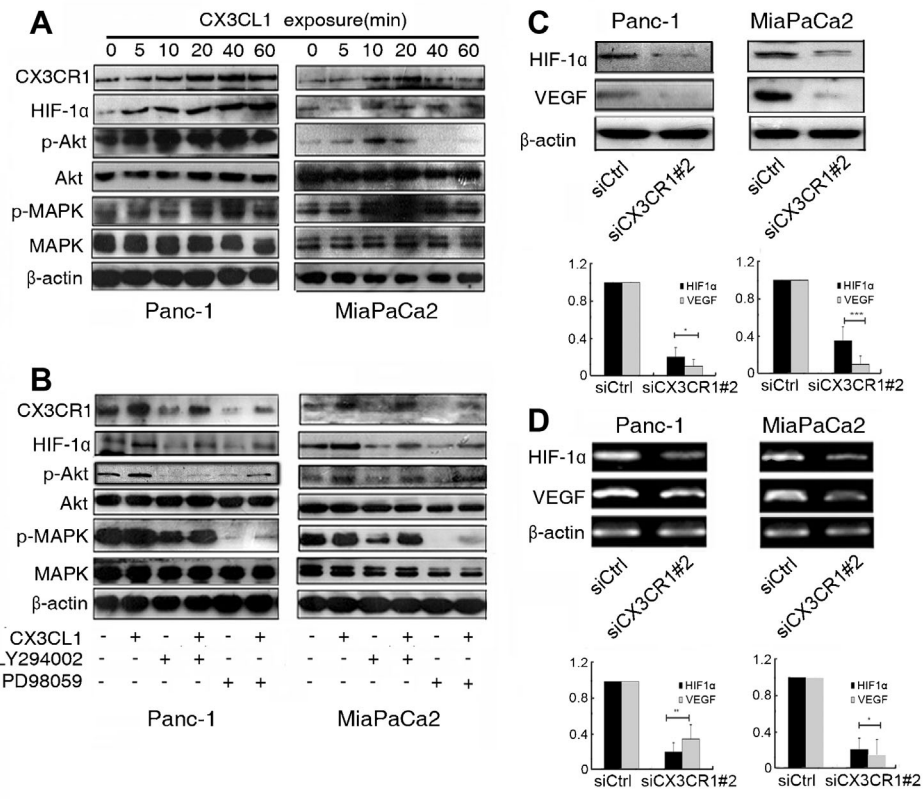 A
CX3CL1 exposure(min)
0 5 10 20 40 60 0 5 10 20 40 60
CX3CR1
HIF-1α
p-Akt
Akt
p-MAPK
MAPK
β-actin
Panc-1 MiaPaCa2
B
CX3CR1
HIF-1α
p-Akt
Akt
p-MAPK
MAPK
β-actin
CX3CL1 - + - + - + - + - + - +
LY294002 - - + + - - - - + + - -
PD98059 - - - - + + - - - - + +
Panc-1 MiaPaCa2
C
Panc-1 MiaPaCa2
HIF-1α
VEGF
β-actin
siCtrl siCX3CR1#2 siCtrl siCX3CR1#2
1.2 1.2
0.8 0.8
0.4 0.4
0 0
HIF1α HIF1α
VEGF VEGF
* ***
siCtrl siCX3CR1#2 siCtrl siCX3CR1#2
D
Panc-1 MiaPaCa2
HIF-1α
VEGF
β-actin
siCtrl siCX3CR1#2 siCtrl siCX3CR1#2
1.2 1.2
0.8 0.8
0.4 0.4
0 0
HIF1α HIF1α
VEGF VEGF
** *
siCtrl siCX3CR1#2 siCtrl siCX3CR1#2